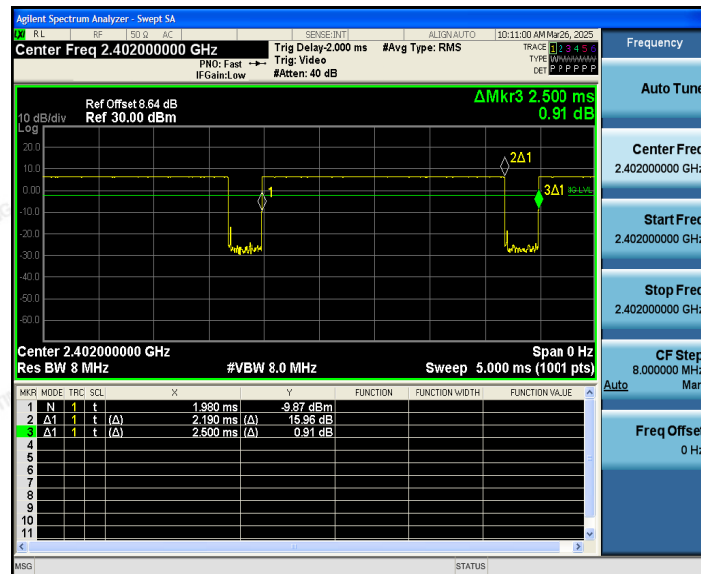 Agilent Spectrum Analyzer - Swept SA
LXI RL RF 50 Ω AC SENSE:INT ALIGNAUTO 10:11:00 AM Mar 26, 2025
Center Freq 2.402000000 GHz
PNO: Fast
IFGain:Low
Trig Delay-2.000 ms
Trig: Video
#Atten: 40 dB
#Avg Type: RMS
TRACE 1 2 3 4 5 6
TYPE
DET P P P P P P
Frequency
Auto Tune
Center Freq
2.402000000 GHz
Start Freq
2.402000000 GHz
Stop Freq
2.402000000 GHz
CF Step
8.000000 MHz
Auto Man
Freq Offset
0 Hz
ΔMkr3 2.500 ms
0.91 dB
Ref Offset 8.64 dB
Ref 30.00 dBm
10 dB/div
Log
20.0
10.0
0.00
-10.0
-20.0
-30.0
-40.0
-50.0
-60.0
1
2Δ1
3Δ1
Center 2.402000000 GHz Span 0 Hz
Res BW 8 MHz #VBW 8.0 MHz Sweep 5.000 ms (1001 pts)
MKR MODE TRC SCL X Y FUNCTION FUNCTION WIDTH FUNCTION VALUE
1 N 1 t 1.980 ms -9.87 dBm
2 Δ1 1 t (Δ) 2.190 ms (Δ) 15.96 dB
3 Δ1 1 t (Δ) 2.500 ms (Δ) 0.91 dB
4
5
6
7
8
9
10
11
MSG STATUS